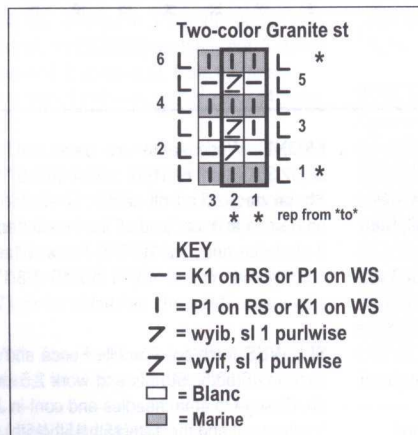 Two-color Granite st
6 *
5
4
3
2
1 *
3 2 1
* * rep from *to*
KEY
– = K1 on RS or P1 on WS
I = P1 on RS or K1 on WS
7 = wyib, sl 1 purlwise
Z = wyif, sl 1 purlwise
= Blanc
= Marine